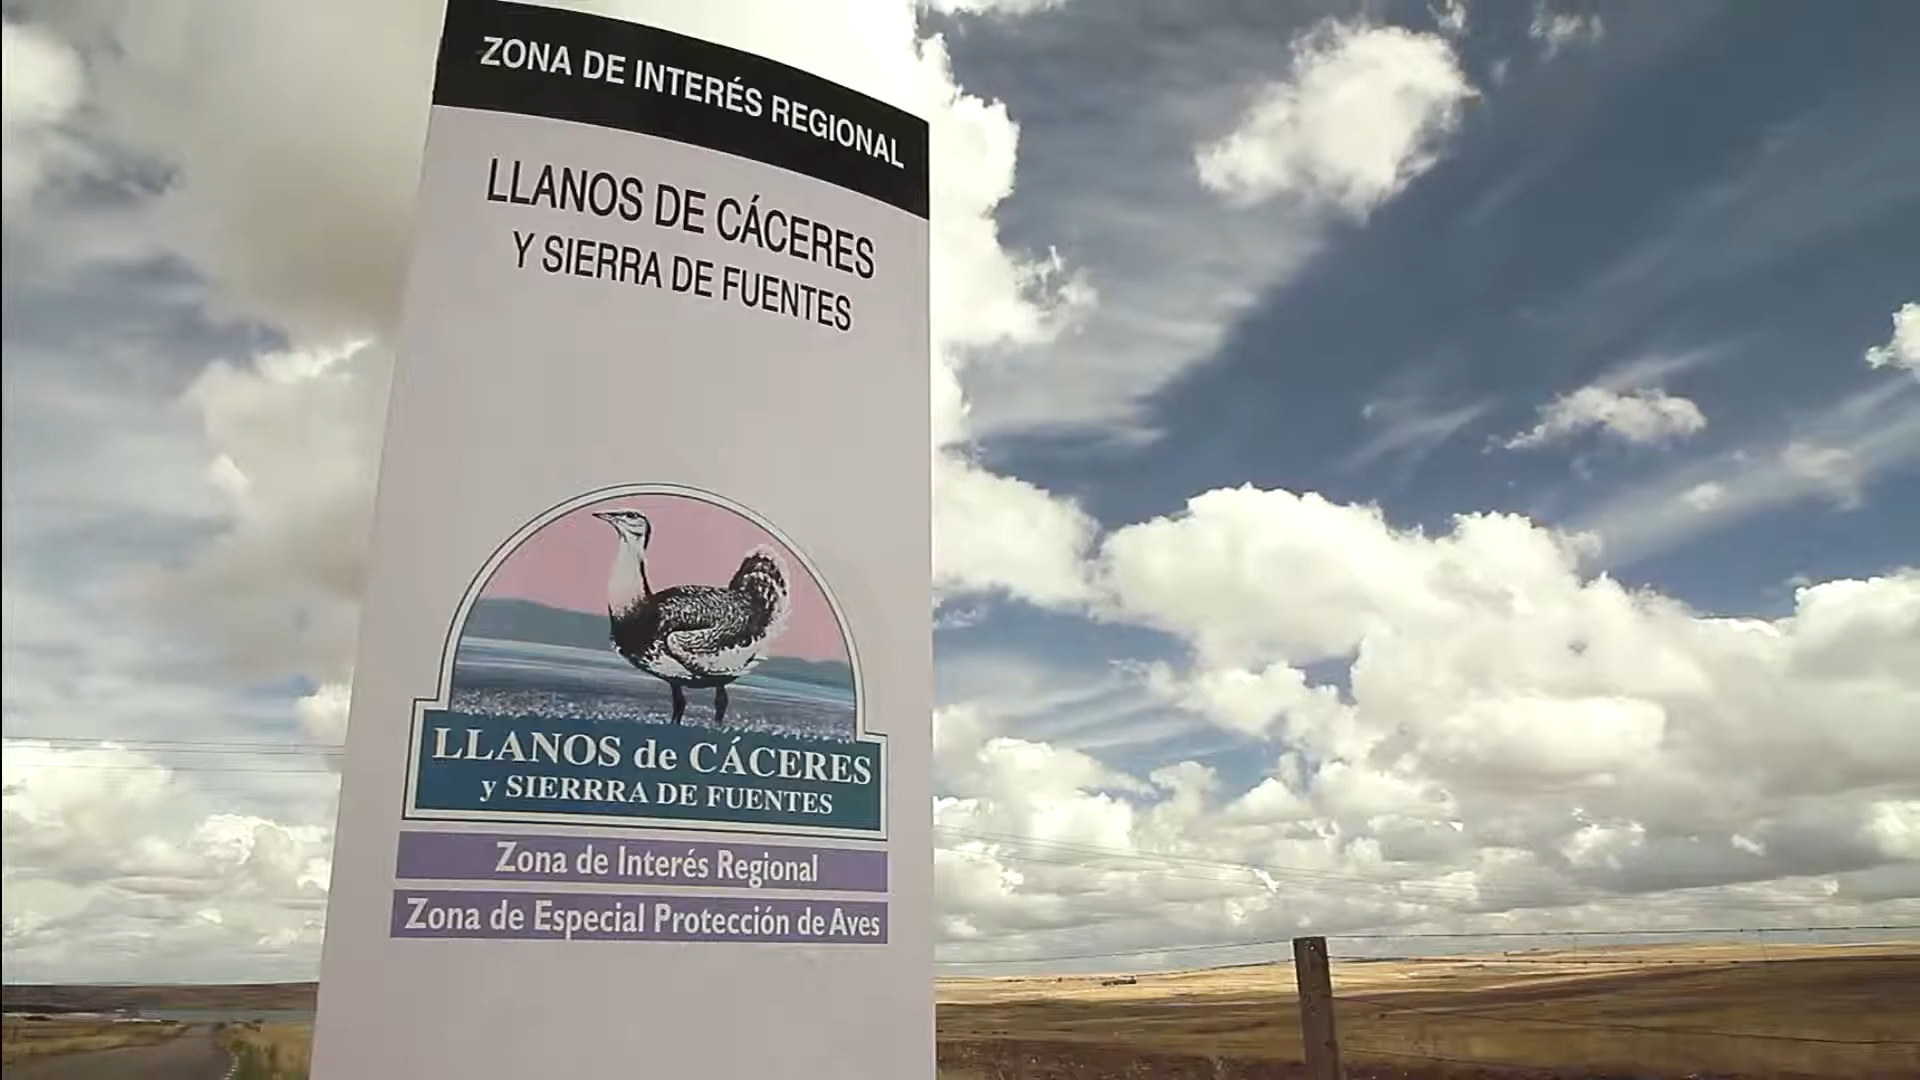 ZONA DE INTERÉS REGIONAL
LLANOS DE CÁCERES
Y SIERRA DE FUENTES
LLANOS de CÁCERES
y SIERRRA DE FUENTES
Zona de Interés Regional
Zona de Especial Protección de Aves